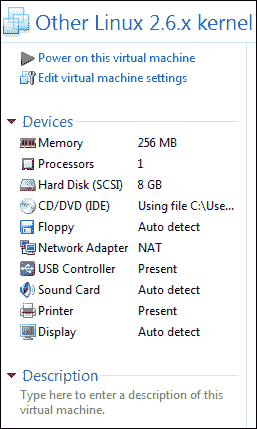 Other Linux 2.6.x kernel
Power on this virtual machine
Edit virtual machine settings
Devices
Memory 256 MB
Processors 1
Hard Disk (SCSI) 8 GB
CD/DVD (IDE) Using file C:\Use...
Floppy Auto detect
Network Adapter NAT
USB Controller Present
Sound Card Auto detect
Printer Present
Display Auto detect
Description
Type here to enter a description of this
virtual machine.